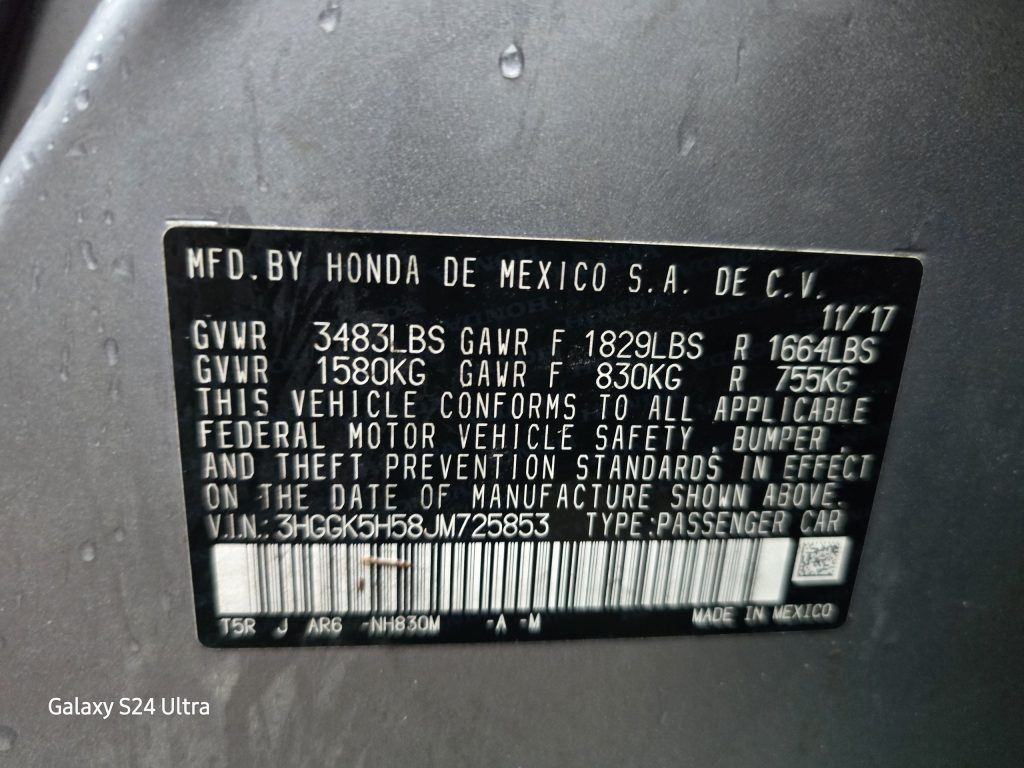 MFD. BY HONDA DE MEXICO S.A. DE C.V.
11/'17
GVWR 3483LBS GAWR F 1829LBS R 1664LBS
GVWR 1580KG GAWR F 830KG R 755KG
THIS VEHICLE CONFORMS TO ALL APPLICABLE
FEDERAL MOTOR VEHICLE SAFETY, BUMPER,
AND THEFT PREVENTION STANDARDS IN EFFECT
ON THE DATE OF MANUFACTURE SHOWN ABOVE.
V.I.N.: 3HGGK5H58JM725853 TYPE:PASSENGER CAR
T5R J AR6 -NH830M -A -M MADE IN MEXICO
Galaxy S24 Ultra